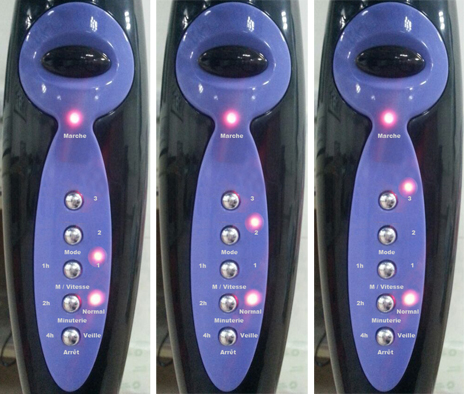 Marche
3
2
Mode
1h 1
M / Vitesse
2h Normal
Minuterie
4h Veille
Arrêt
Marche
3
2
Mode
1h 1
M / Vitesse
2h Normal
Minuterie
4h Veille
Arrêt
Marche
3
2
Mode
1h 1
M / Vitesse
2h Normal
Minuterie
4h Veille
Arrêt